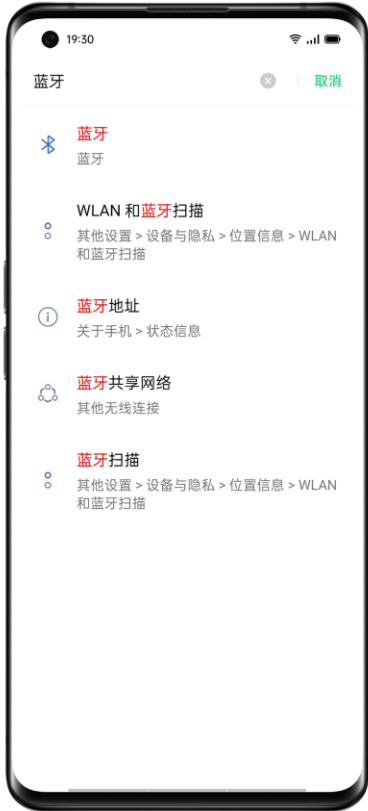 19:30
蓝牙
取消
蓝牙
蓝牙
WLAN 和蓝牙扫描
其他设置 > 设备与隐私 > 位置信息 > WLAN
和蓝牙扫描
蓝牙地址
关于手机 > 状态信息
蓝牙共享网络
其他无线连接
蓝牙扫描
其他设置 > 设备与隐私 > 位置信息 > WLAN
和蓝牙扫描